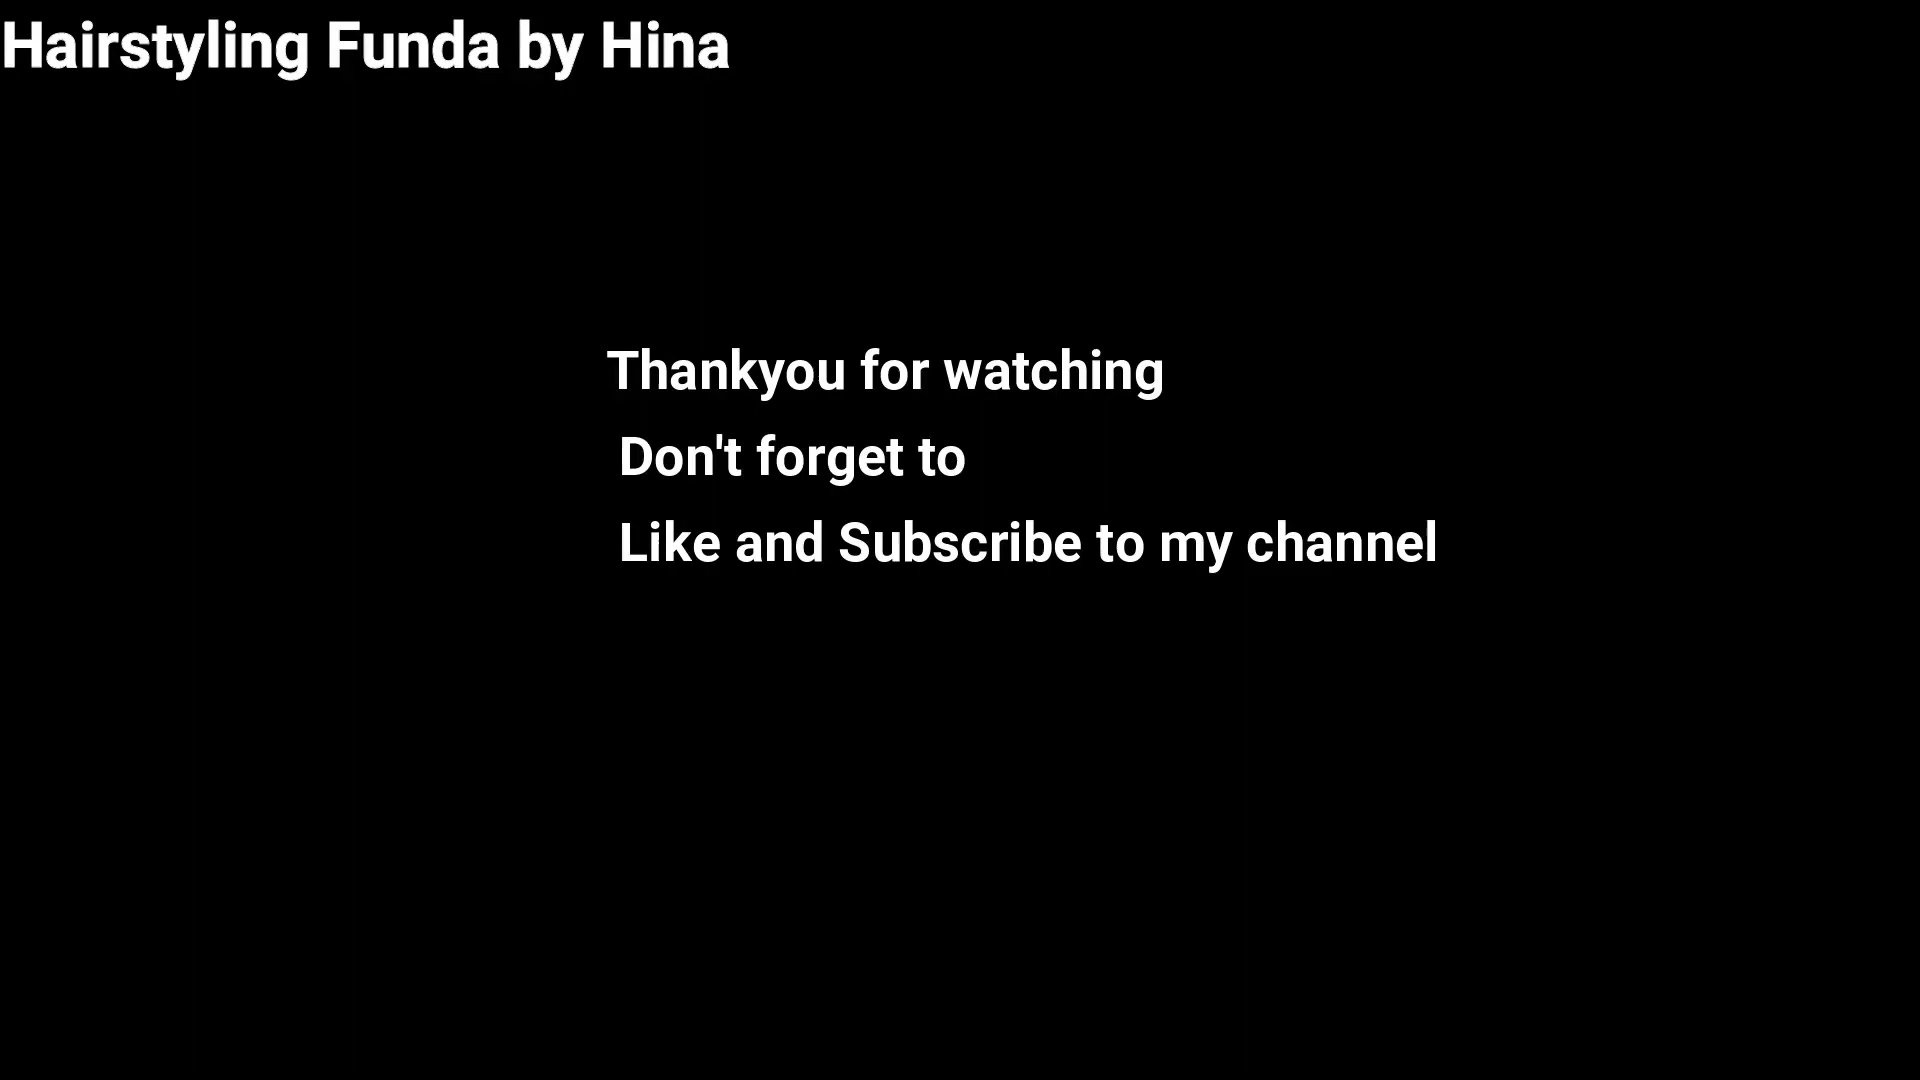 Hairstyling Funda by Hina
Thankyou for watching
Don't forget to
Like and Subscribe to my channel